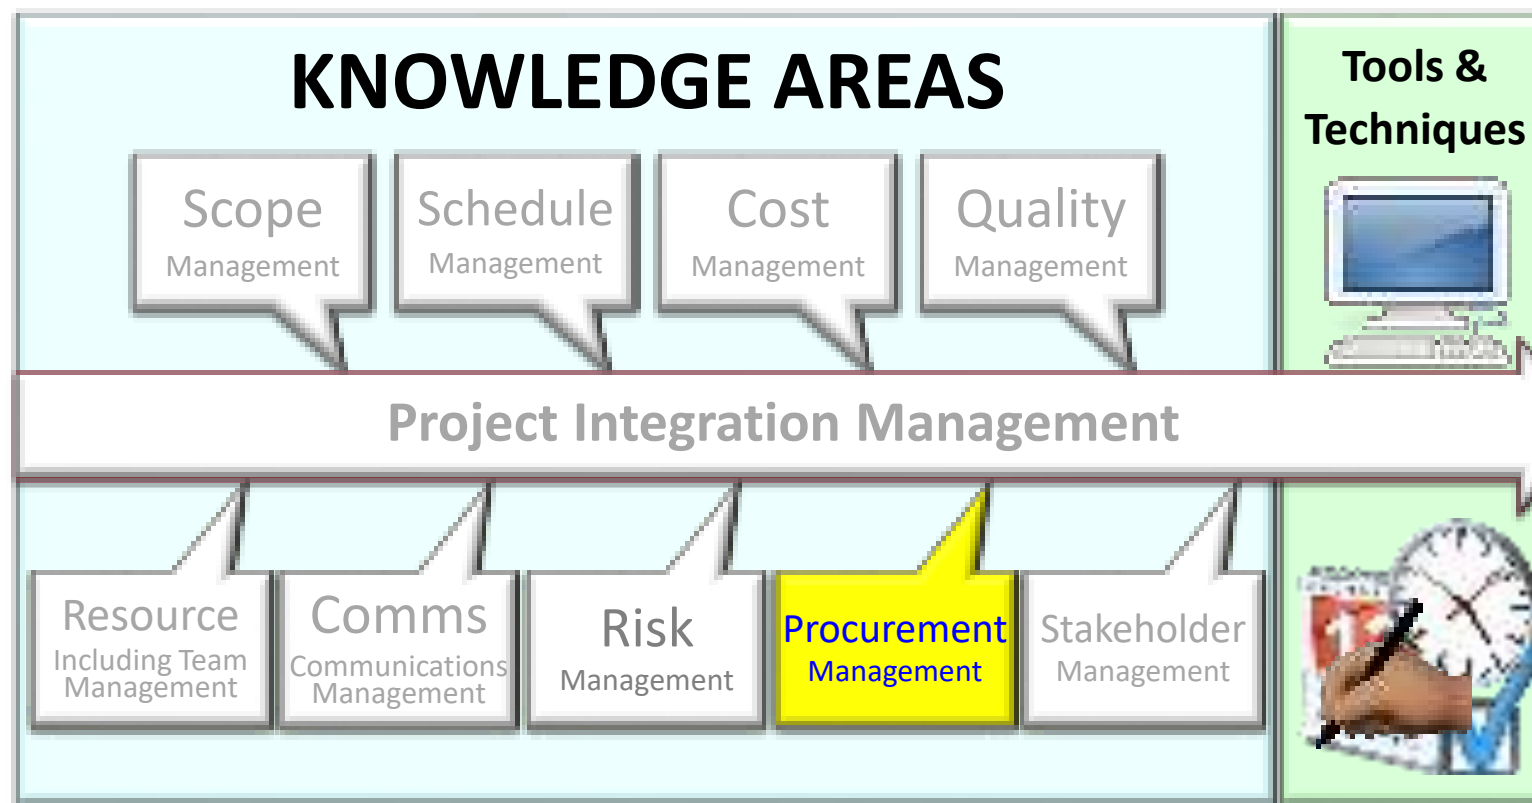 KNOWLEDGE AREAS
Tools &
Techniques
Scope
Management
Schedule
Management
Cost
Management
Quality
Management
Project Integration Management
Resource
Including Team
Management
Comms
Communications
Management
Risk
Management
Procurement
Management
Stakeholder
Management